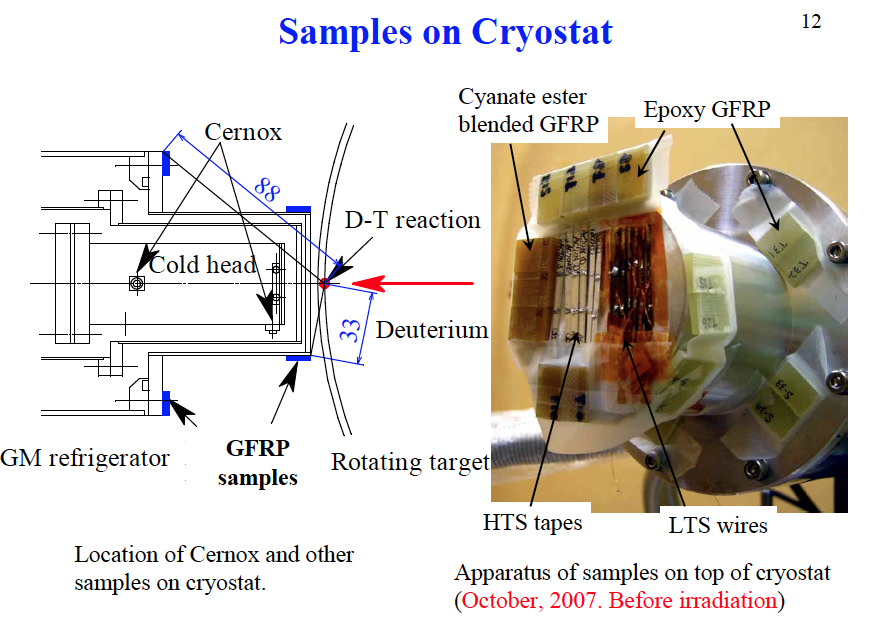 Samples on Cryostat
12
Cernox
88
D-T reaction
Cold head
33
Deuterium
GM refrigerator
GFRP
samples
Rotating target
Location of Cernox and other
samples on cryostat.
Cyanate ester
blended GFRP
Epoxy GFRP
HTS tapes
LTS wires
Apparatus of samples on top of cryostat
(October, 2007. Before irradiation)